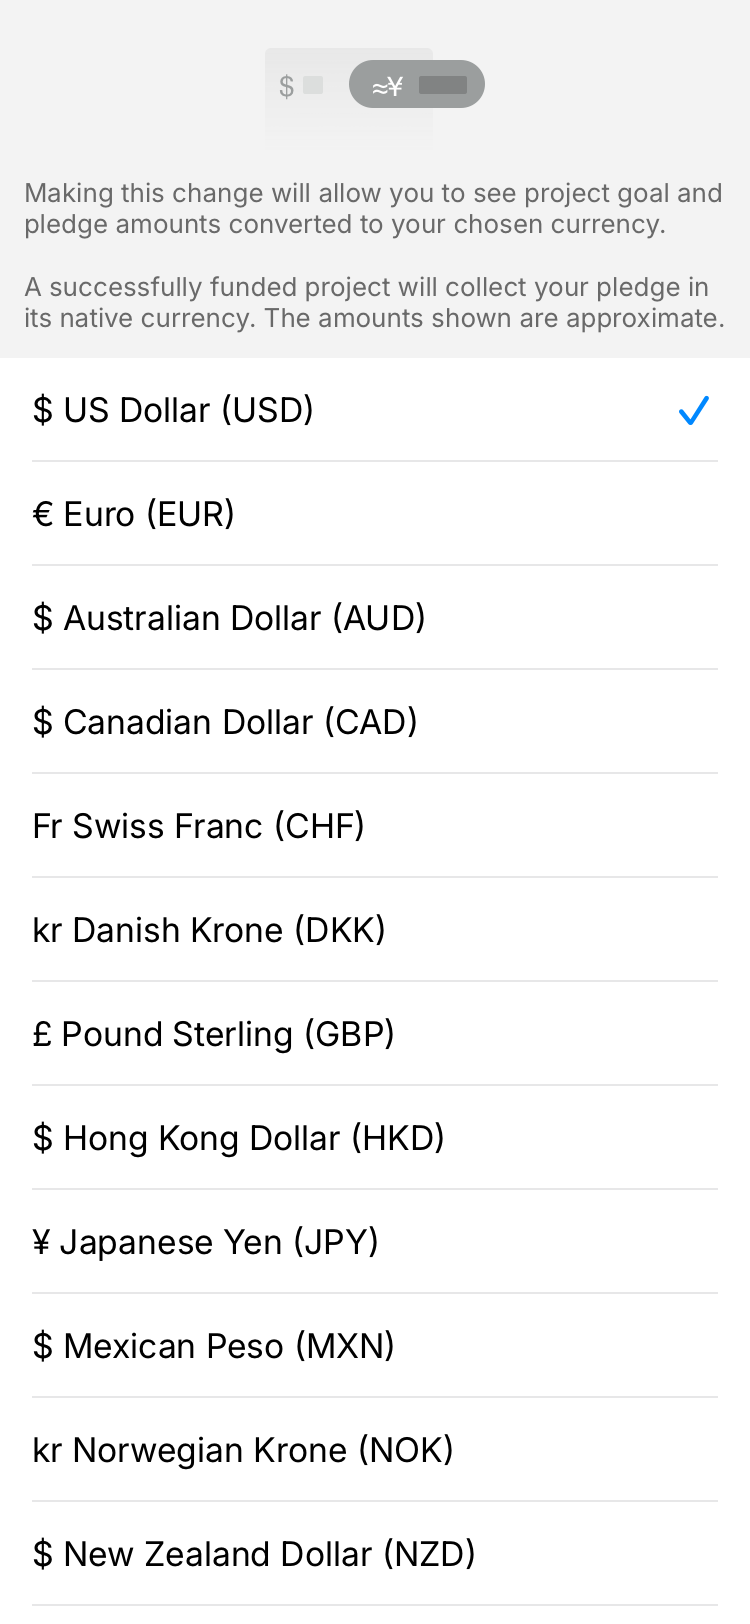 $ ≈¥
Making this change will allow you to see project goal and
pledge amounts converted to your chosen currency.
A successfully funded project will collect your pledge in
its native currency. The amounts shown are approximate.
$ US Dollar (USD)
€ Euro (EUR)
$ Australian Dollar (AUD)
$ Canadian Dollar (CAD)
Fr Swiss Franc (CHF)
kr Danish Krone (DKK)
£ Pound Sterling (GBP)
$ Hong Kong Dollar (HKD)
¥ Japanese Yen (JPY)
$ Mexican Peso (MXN)
kr Norwegian Krone (NOK)
$ New Zealand Dollar (NZD)